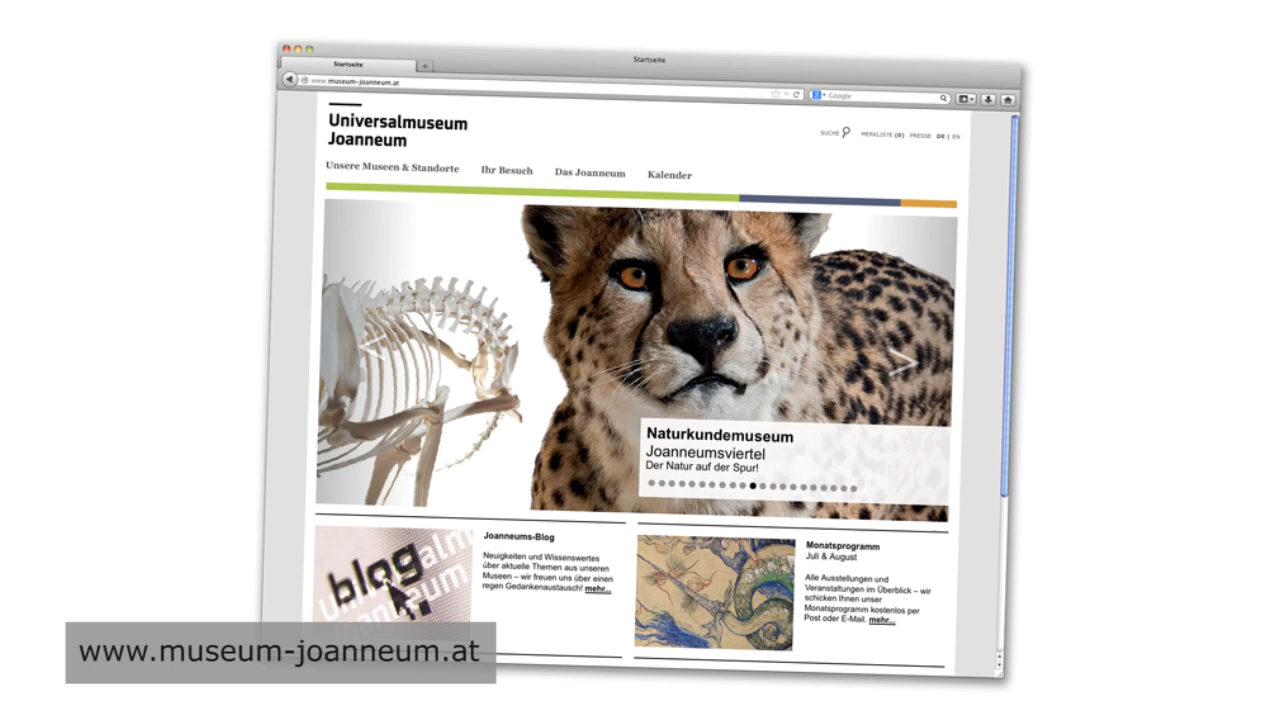 Startseite
Startseite
www.museum-joanneum.at
Google
Universalmuseum
Joanneum
SUCHE
MERKLISTE (0) PRESSE DE | EN
Unsere Museen & Standorte Ihr Besuch Das Joanneum Kalender
Naturkundemuseum
Joanneumsviertel
Der Natur auf der Spur!
blog
Joanneums-Blog
Neuigkeiten und Wissenswertes
über aktuelle Themen aus unseren
Museen – wir freuen uns über einen
regen Gedankenaustausch! mehr...
Monatsprogramm
Juli & August
Alle Ausstellungen und
Veranstaltungen im Überblick – wir
schicken Ihnen unser
Monatsprogramm kostenlos per
Post oder E-Mail. mehr...
www.museum-joanneum.at